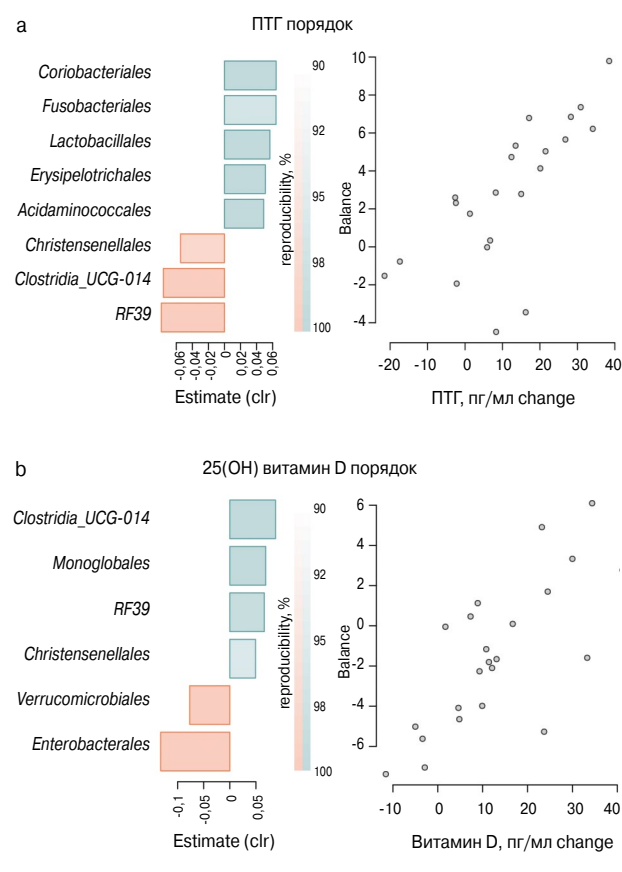 a
ПТГ порядок
Coriobacteriales
Fusobacteriales
Lactobacillales
Erysipelotrichales
Acidaminococcales
Christensenellales
Clostridia_UCG-014
RF39
-0,06 -0,04 -0,02 0 0,02 0,04 0,06
Estimate (clr)
reproducibility, %
90
92
95
98
100
Balance
10
8
6
4
2
0
-2
-4
-20 -10 0 10 20 30 40
ПТГ, пг/мл change
b
25(ОН) витамин D порядок
Clostridia_UCG-014
Monoglobales
RF39
Christensenellales
Verrucomicrobiales
Enterobacterales
-0,1 -0,05 0 0,05
Estimate (clr)
reproducibility, %
90
92
95
98
100
Balance
6
4
2
0
-2
-4
-6
-10 0 10 20 30 40
Витамин D, пг/мл change